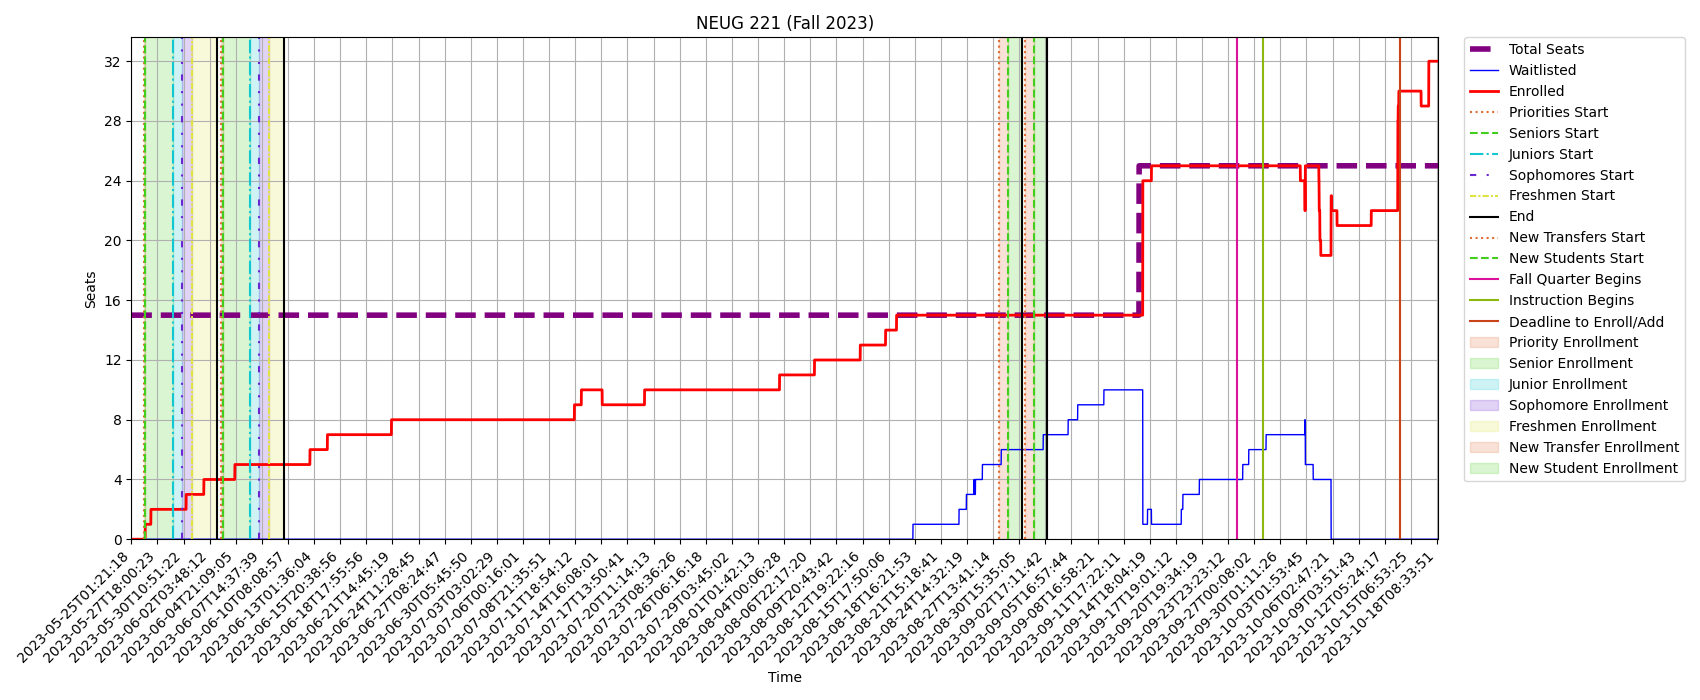 NEUG 221 (Fall 2023)
Seats
32
28
24
20
16
12
8
4
0
2023-05-25T01:21:18
2023-05-27T18:00:23
2023-05-30T10:51:22
2023-06-02T03:48:12
2023-06-04T21:09:05
2023-06-07T14:37:39
2023-06-10T08:08:57
2023-06-13T01:36:04
2023-06-15T20:38:56
2023-06-18T17:55:56
2023-06-21T14:45:19
2023-06-24T11:28:45
2023-06-27T08:24:47
2023-06-30T05:45:50
2023-07-03T03:02:29
2023-07-06T00:16:01
2023-07-08T21:35:51
2023-07-11T18:54:12
2023-07-14T16:08:01
2023-07-17T13:50:41
2023-07-20T11:14:13
2023-07-23T08:36:26
2023-07-26T06:16:18
2023-07-29T03:45:02
2023-08-01T01:42:13
2023-08-04T00:06:28
2023-08-06T22:17:20
2023-08-09T20:43:42
2023-08-12T19:22:16
2023-08-15T17:50:06
2023-08-18T16:21:53
2023-08-21T15:18:41
2023-08-24T14:32:19
2023-08-27T13:41:14
2023-08-30T15:35:05
2023-09-02T17:11:42
2023-09-05T16:57:44
2023-09-08T16:58:21
2023-09-11T17:22:11
2023-09-14T18:04:19
2023-09-17T19:01:12
2023-09-20T19:34:19
2023-09-23T23:23:12
2023-09-27T00:08:02
2023-09-30T01:11:26
2023-10-03T01:53:45
2023-10-06T02:47:21
2023-10-09T03:51:43
2023-10-12T05:24:17
2023-10-15T06:53:25
2023-10-18T08:33:51
Time
Total Seats
Waitlisted
Enrolled
Priorities Start
Seniors Start
Juniors Start
Sophomores Start
Freshmen Start
End
New Transfers Start
New Students Start
Fall Quarter Begins
Instruction Begins
Deadline to Enroll/Add
Priority Enrollment
Senior Enrollment
Junior Enrollment
Sophomore Enrollment
Freshmen Enrollment
New Transfer Enrollment
New Student Enrollment